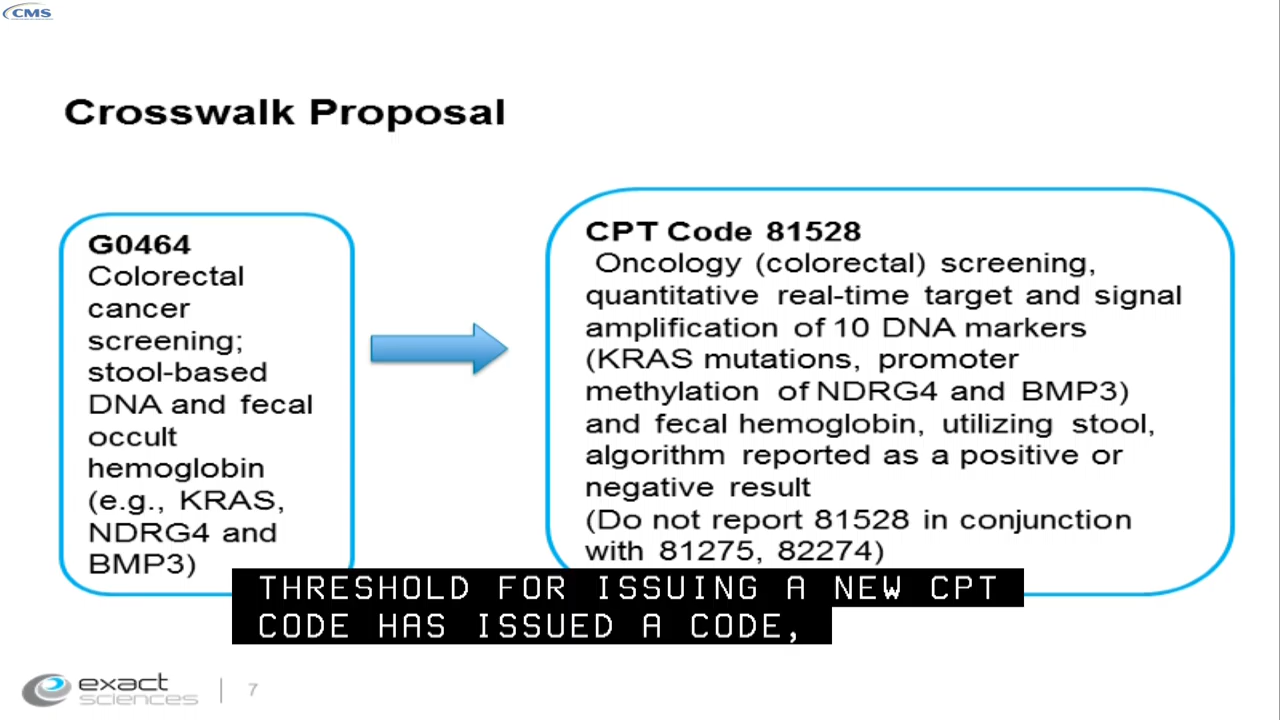 CMS
Crosswalk Proposal
G0464
Colorectal
cancer
screening;
stool-based
DNA and fecal
occult
hemoglobin
(e.g., KRAS,
NDRG4 and
BMP3)
CPT Code 81528
Oncology (colorectal) screening,
quantitative real-time target and signal
amplification of 10 DNA markers
(KRAS mutations, promoter
methylation of NDRG4 and BMP3)
and fecal hemoglobin, utilizing stool,
algorithm reported as a positive or
negative result
(Do not report 81528 in conjunction
with 81275, 82274)
THRESHOLD FOR ISSUING A NEW CPT
CODE HAS ISSUED A CODE,
exact
sciences
7